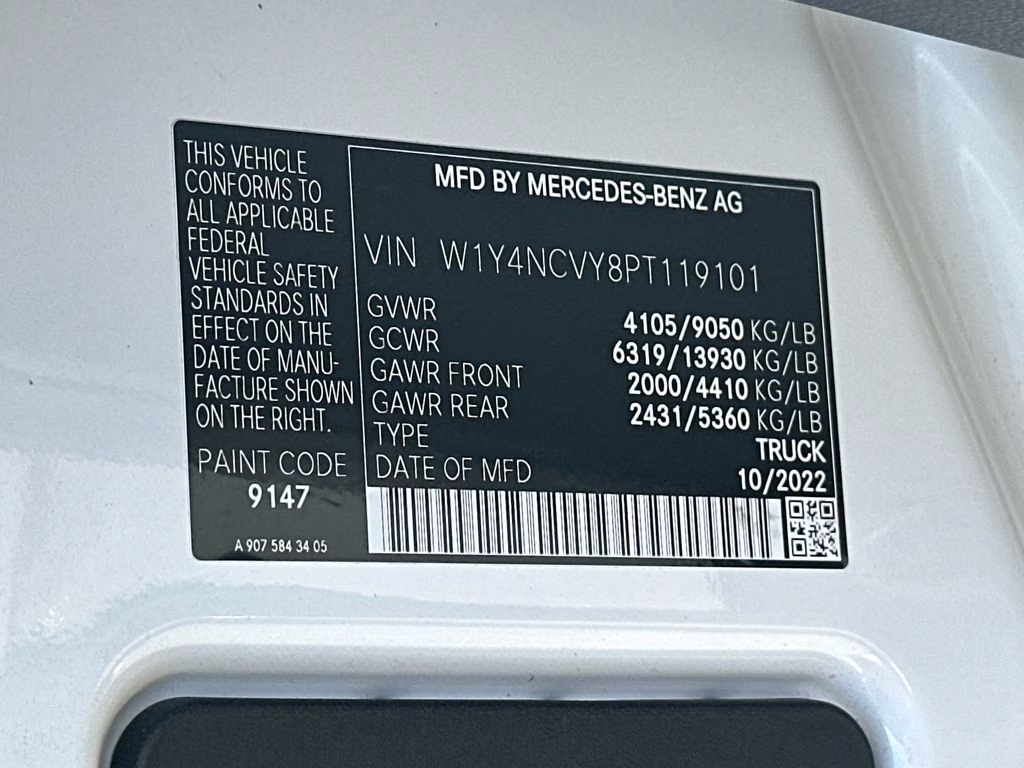 THIS VEHICLE
CONFORMS TO
ALL APPLICABLE
FEDERAL
VEHICLE SAFETY
STANDARDS IN
EFFECT ON THE
DATE OF MANU-
FACTURE SHOWN
ON THE RIGHT.
PAINT CODE
9147
A 907 584 34 05
MFD BY MERCEDES-BENZ AG
VIN W1Y4NCVY8PT119101
GVWR 4105/9050 KG/LB
GCWR 6319/13930 KG/LB
GAWR FRONT 2000/4410 KG/LB
GAWR REAR 2431/5360 KG/LB
TYPE TRUCK
DATE OF MFD 10/2022